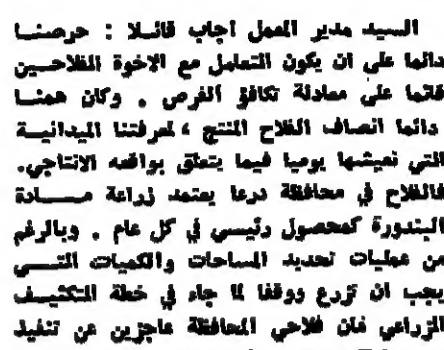 السيد مدير المعمل اجاب قائلا : حرصنا
دائما على ان يكون التعامل مع الاخوة الفلاحين
قائما على معادلة تكافؤ الفرص . وكان همنا
دائما انصاف الفلاح المنتج ، لمعرفتنا الميدانية
التي نعيشها يوميا فيما يتعلق بواقعه الانتاجي.
فالفلاح في محافظة درعا يعتمد زراعة مادة
البندورة كمحصول رئيسي في كل عام . وبالرغم
من عمليات تحديد المساحات والكميات التي
يجب ان تزرع ووفقا لما جاء في خطة التكثيف
الزراعي فان فلاحي المحافظة عاجزين عن تنفيذ